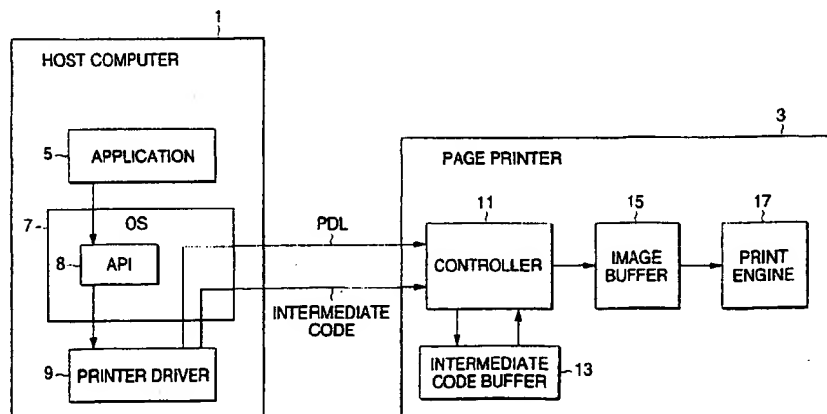 1
HOST COMPUTER
3
5 APPLICATION
PAGE PRINTER
7 OS
PDL
11
15
17
8 API
CONTROLLER
IMAGE
BUFFER
PRINT
ENGINE
INTERMEDIATE
CODE
9 PRINTER DRIVER
INTERMEDIATE
CODE BUFFER
13